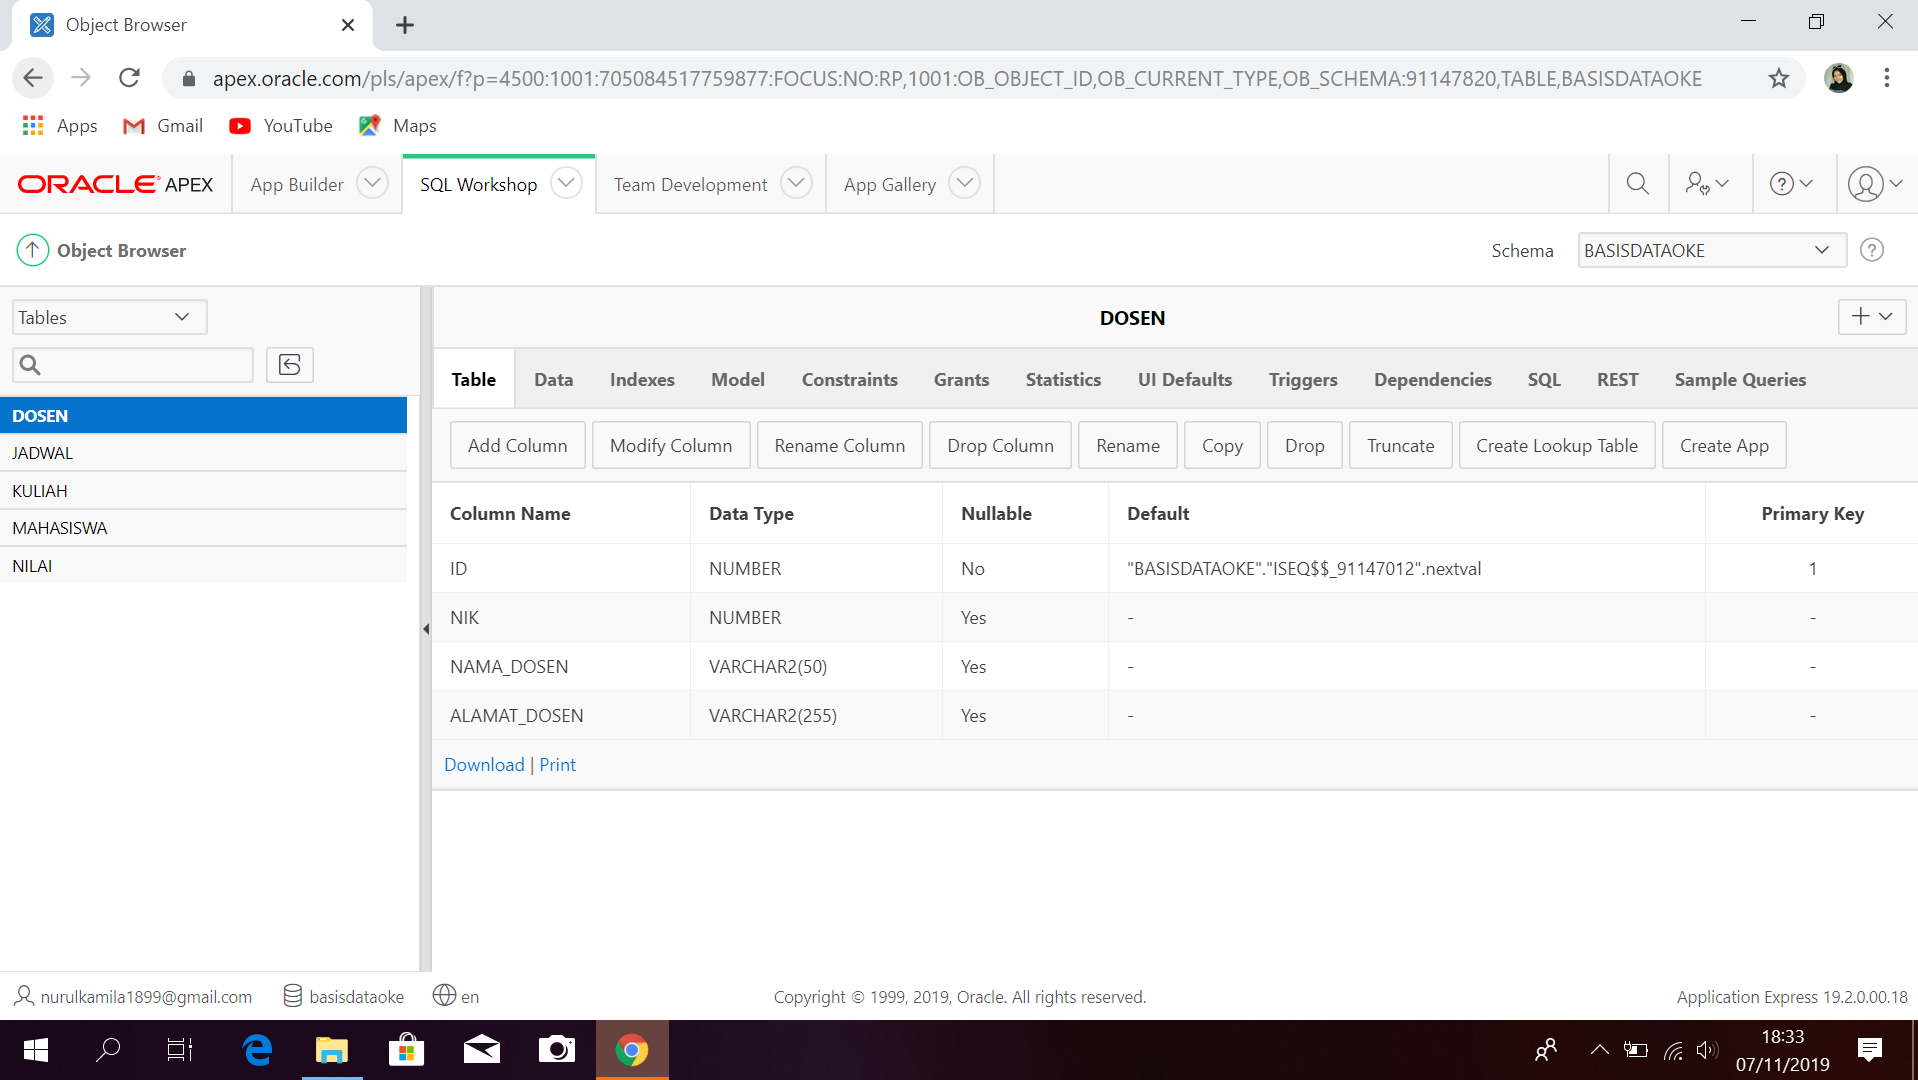 Object Browser
apex.oracle.com/pls/apex/f?p=4500:1001:705084517759877:FOCUS:NO:RP,1001:OB_OBJECT_ID,OB_CURRENT_TYPE,OB_SCHEMA:91147820,TABLE,BASISDATAOKE
Apps Gmail YouTube Maps
ORACLE APEX App Builder SQL Workshop Team Development App Gallery
Object Browser Schema BASISDATAOKE
Tables
DOSEN
JADWAL
KULIAH
MAHASISWA
NILAI
DOSEN
Table Data Indexes Model Constraints Grants Statistics UI Defaults Triggers Dependencies SQL REST Sample Queries
Add Column Modify Column Rename Column Drop Column Rename Copy Drop Truncate Create Lookup Table Create App
Column Name Data Type Nullable Default Primary Key
ID NUMBER No "BASISDATAOKE"."ISEQ$$_91147012".nextval 1
NIK NUMBER Yes - -
NAMA_DOSEN VARCHAR2(50) Yes - -
ALAMAT_DOSEN VARCHAR2(255) Yes - -
Download | Print
nurulkamila1899@gmail.com basisdataoke en Copyright © 1999, 2019, Oracle. All rights reserved. Application Express 19.2.0.00.18
18:33
07/11/2019